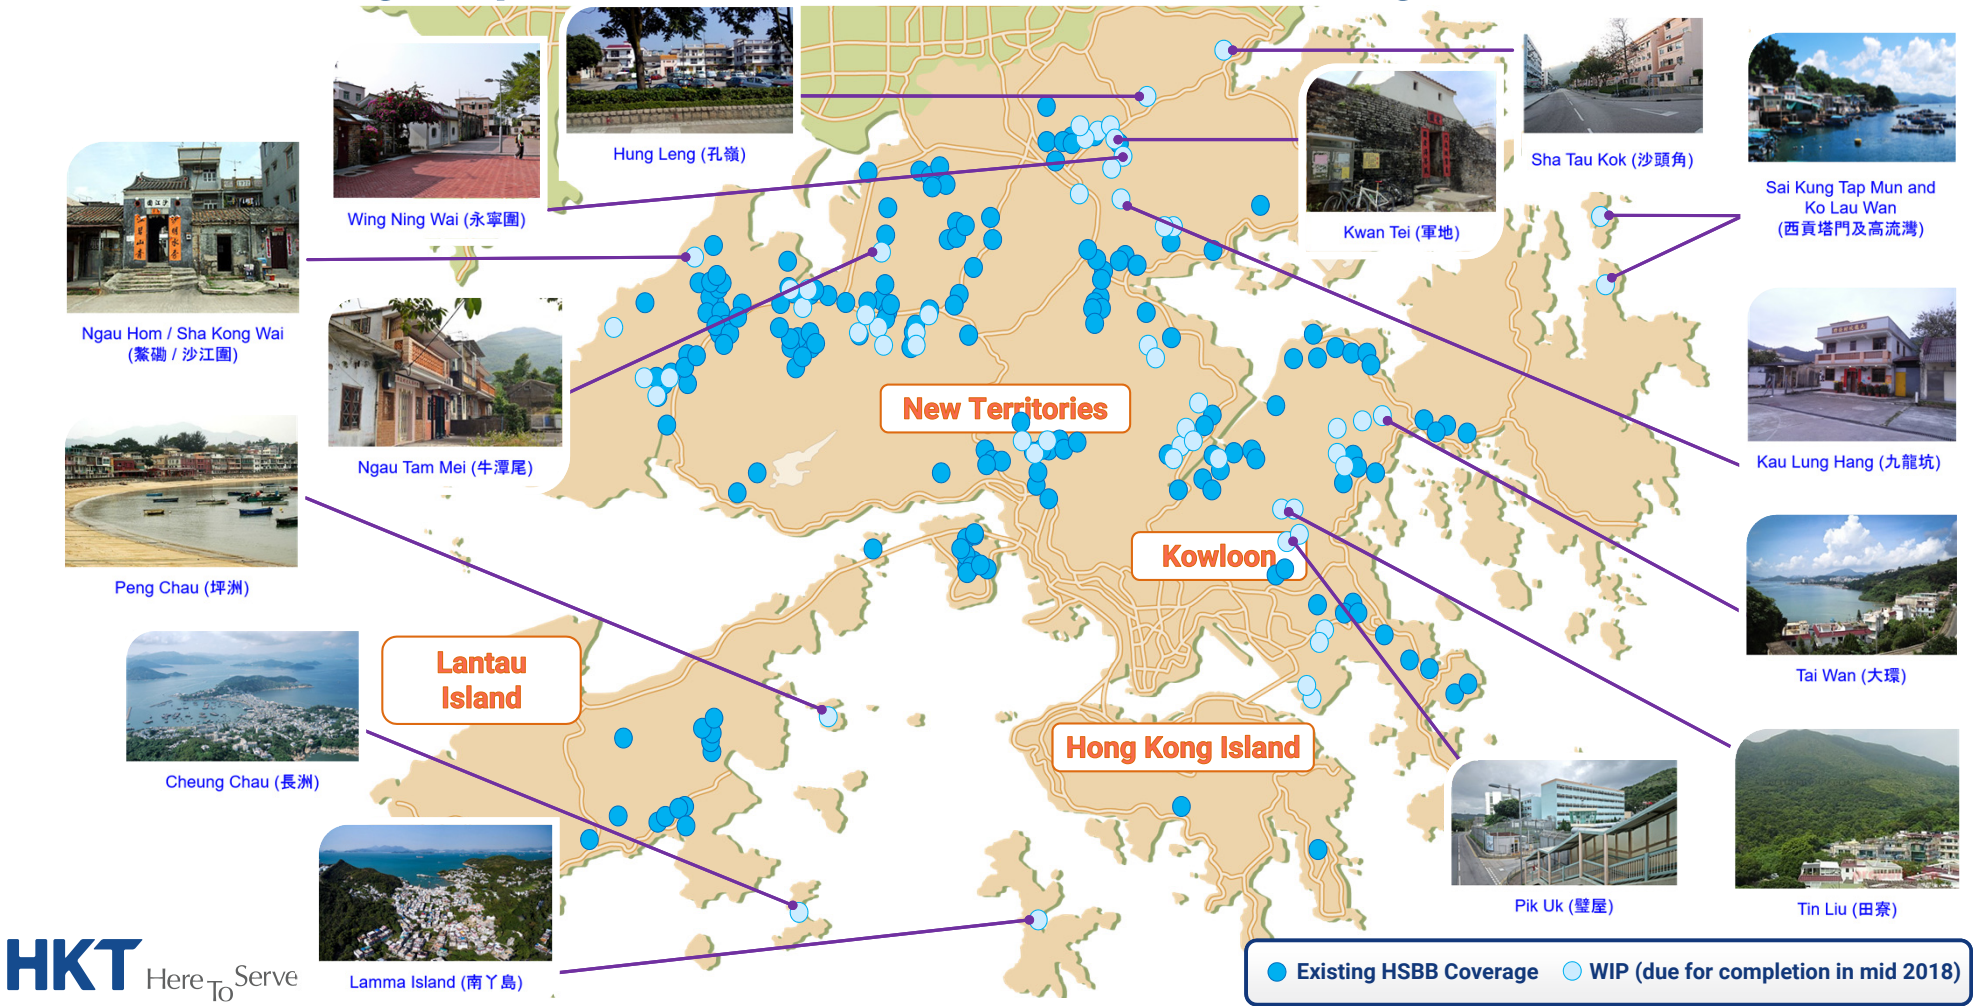 Hung Leng (孔嶺)
Wing Ning Wai (永寧圍)
Sha Tau Kok (沙頭角)
Kwan Tei (軍地)
Sai Kung Tap Mun and
Ko Lau Wan
(西貢塔門及高流灣)
Ngau Hom / Sha Kong Wai
(鰲磡 / 沙江圍)
Ngau Tam Mei (牛潭尾)
New Territories
Kau Lung Hang (九龍坑)
Peng Chau (坪洲)
Kowloon
Lantau
Island
Tai Wan (大環)
Cheung Chau (長洲)
Hong Kong Island
Pik Uk (壁屋)
Tin Liu (田寮)
Lamma Island (南丫島)
HKT Here To Serve
Existing HSBB Coverage
WIP (due for completion in mid 2018)